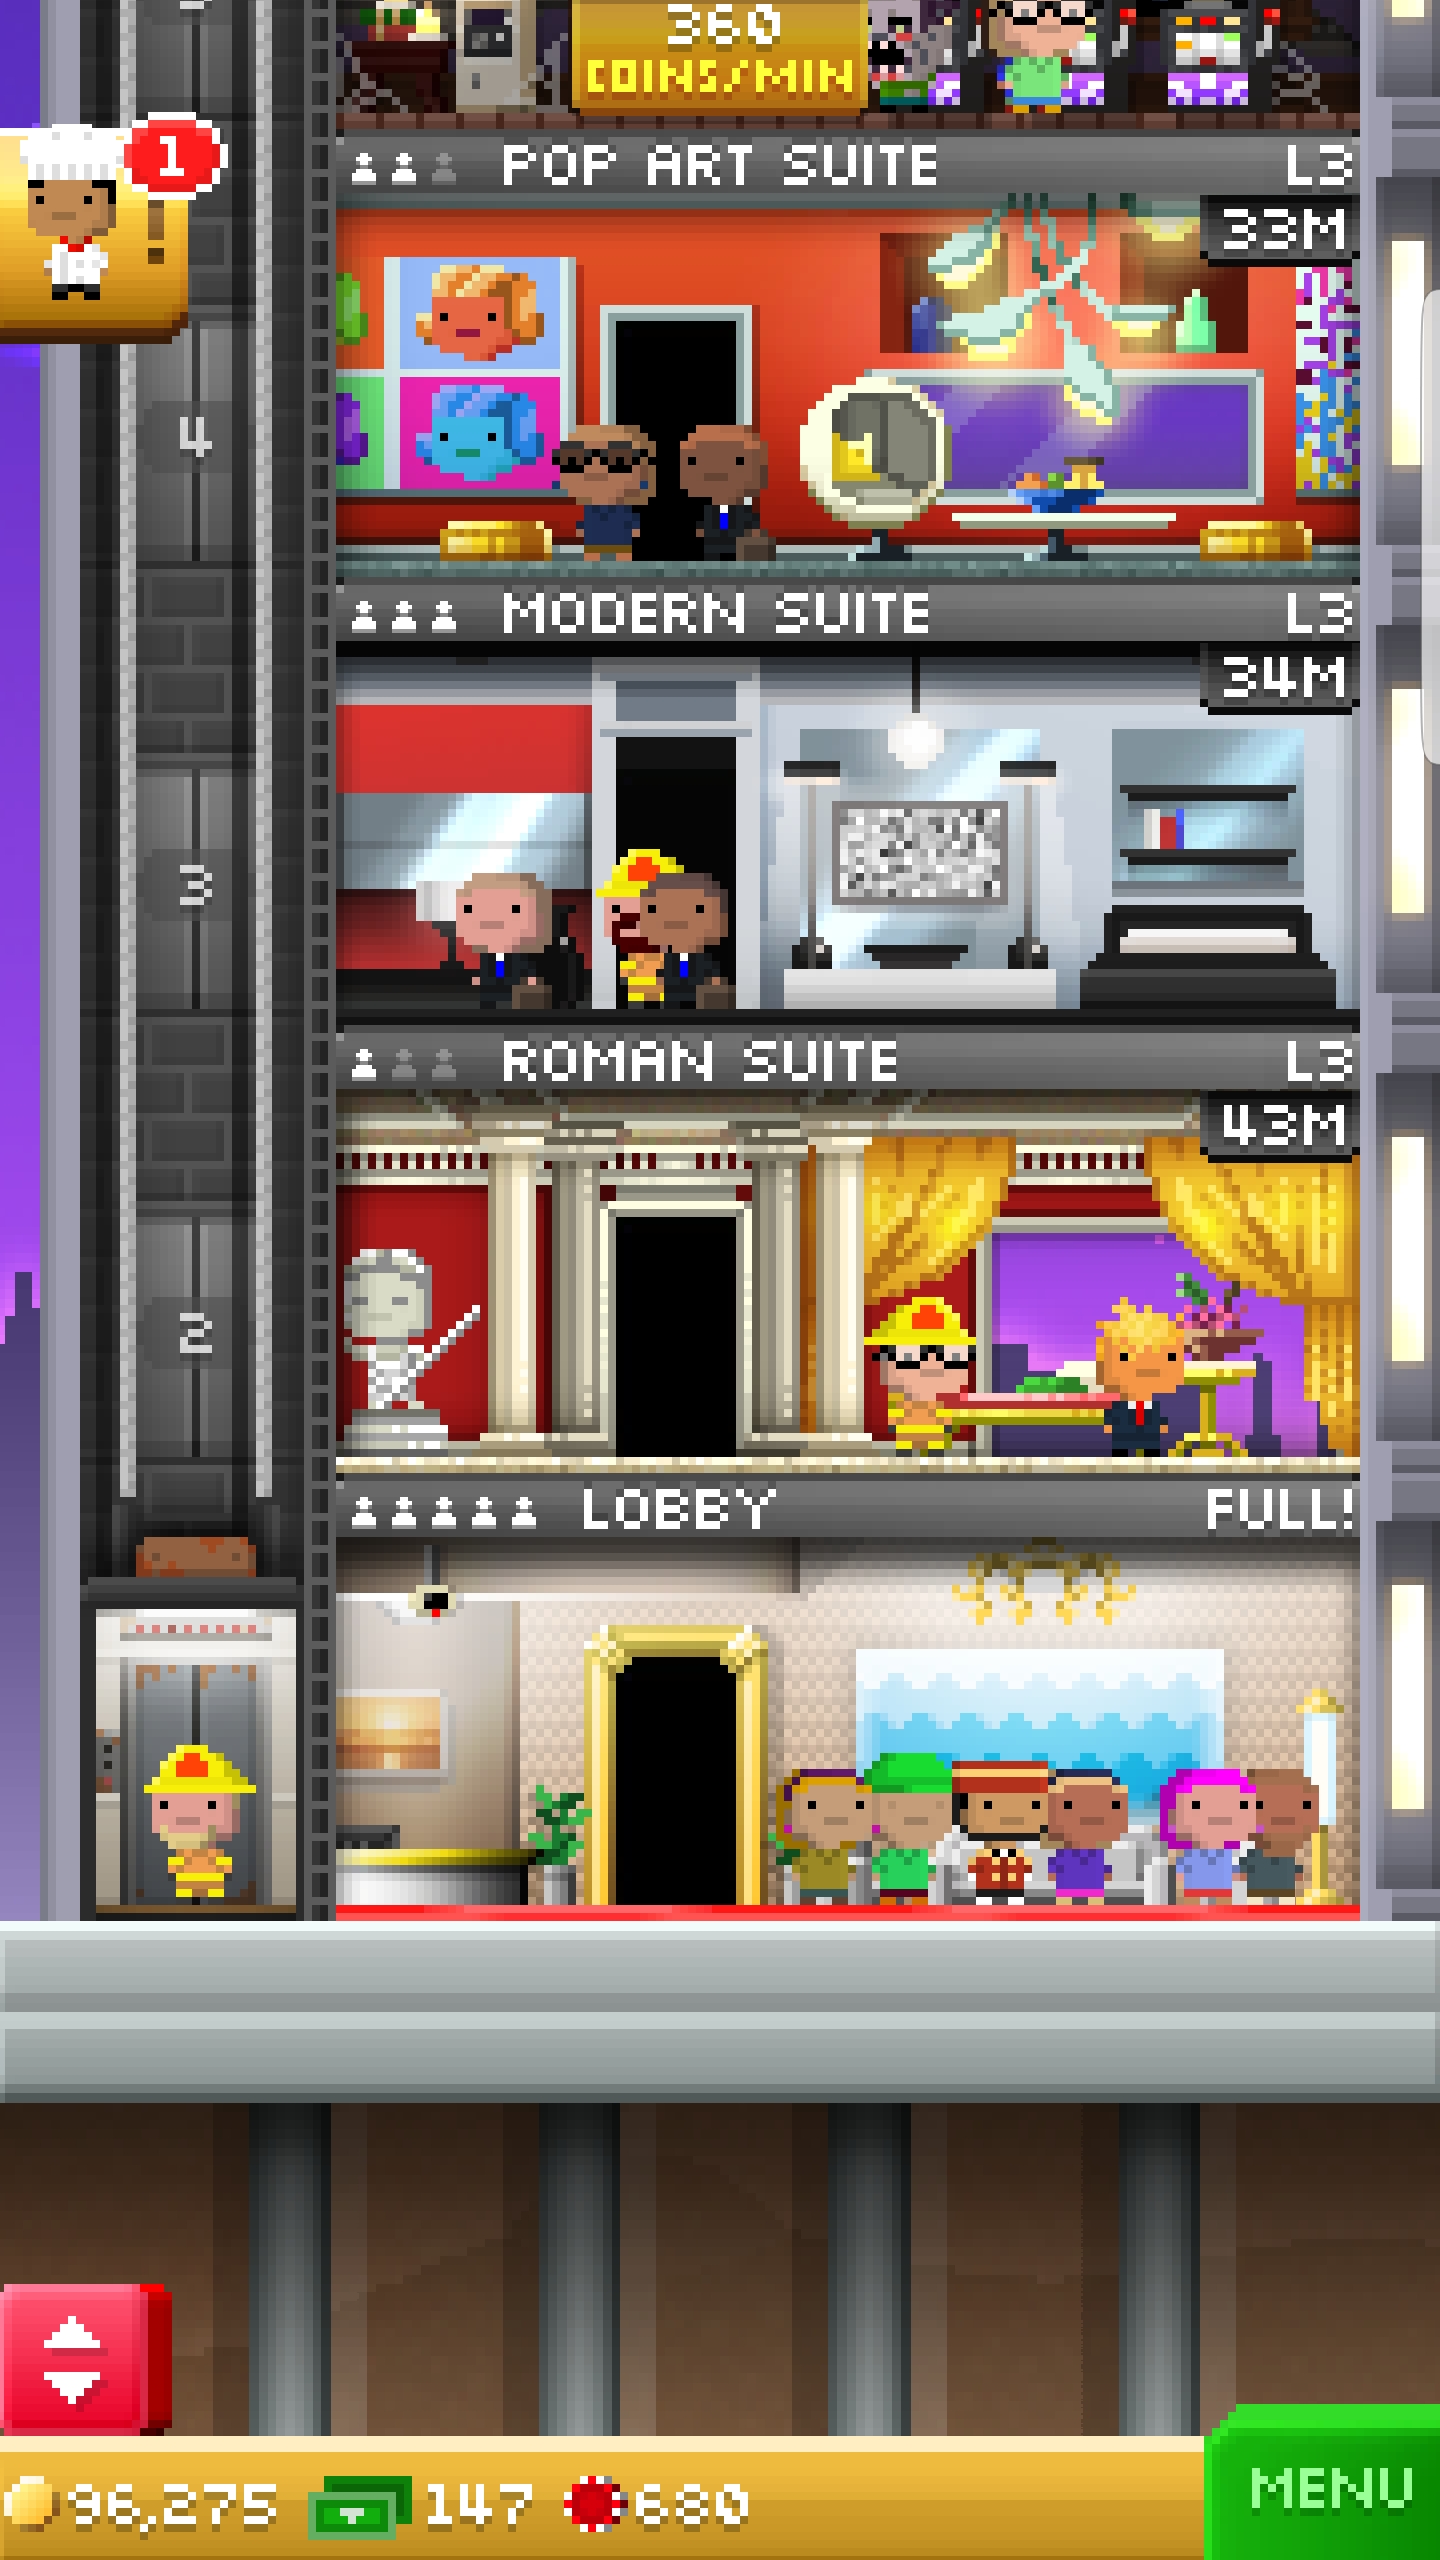 360
COINS/MIN
1
!
POP ART SUITE L3
33M
4
MODERN SUITE L3
34M
3
ROMAN SUITE L3
43M
2
LOBBY FULL!
96,275 147 680
MENU